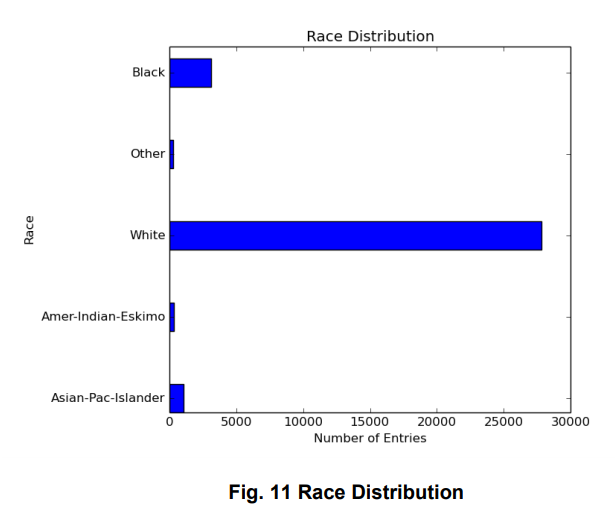 Race Distribution
Black
Other
White
Amer-Indian-Eskimo
Asian-Pac-Islander
Race
0 5000 10000 15000 20000 25000 30000
Number of Entries
Fig. 11 Race Distribution